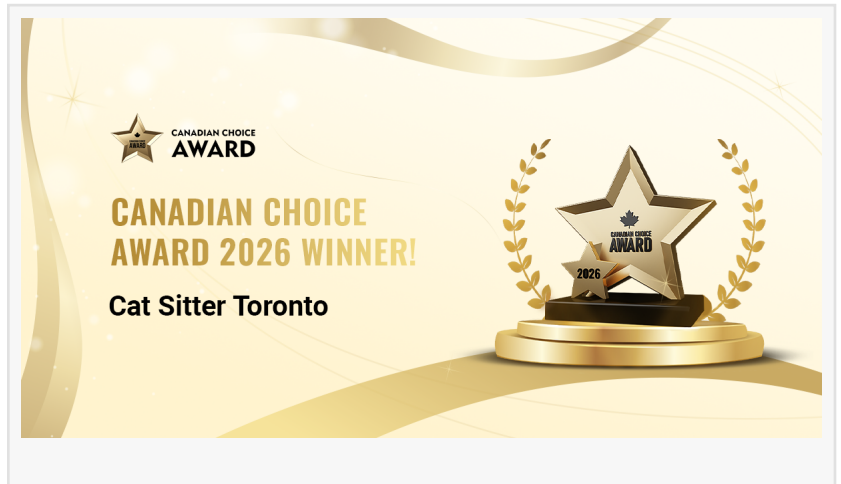 CANADIAN CHOICE
AWARD
CANADIAN CHOICE
AWARD 2026 WINNER!
Cat Sitter Toronto
CANADIAN CHOICE
AWARD
2026